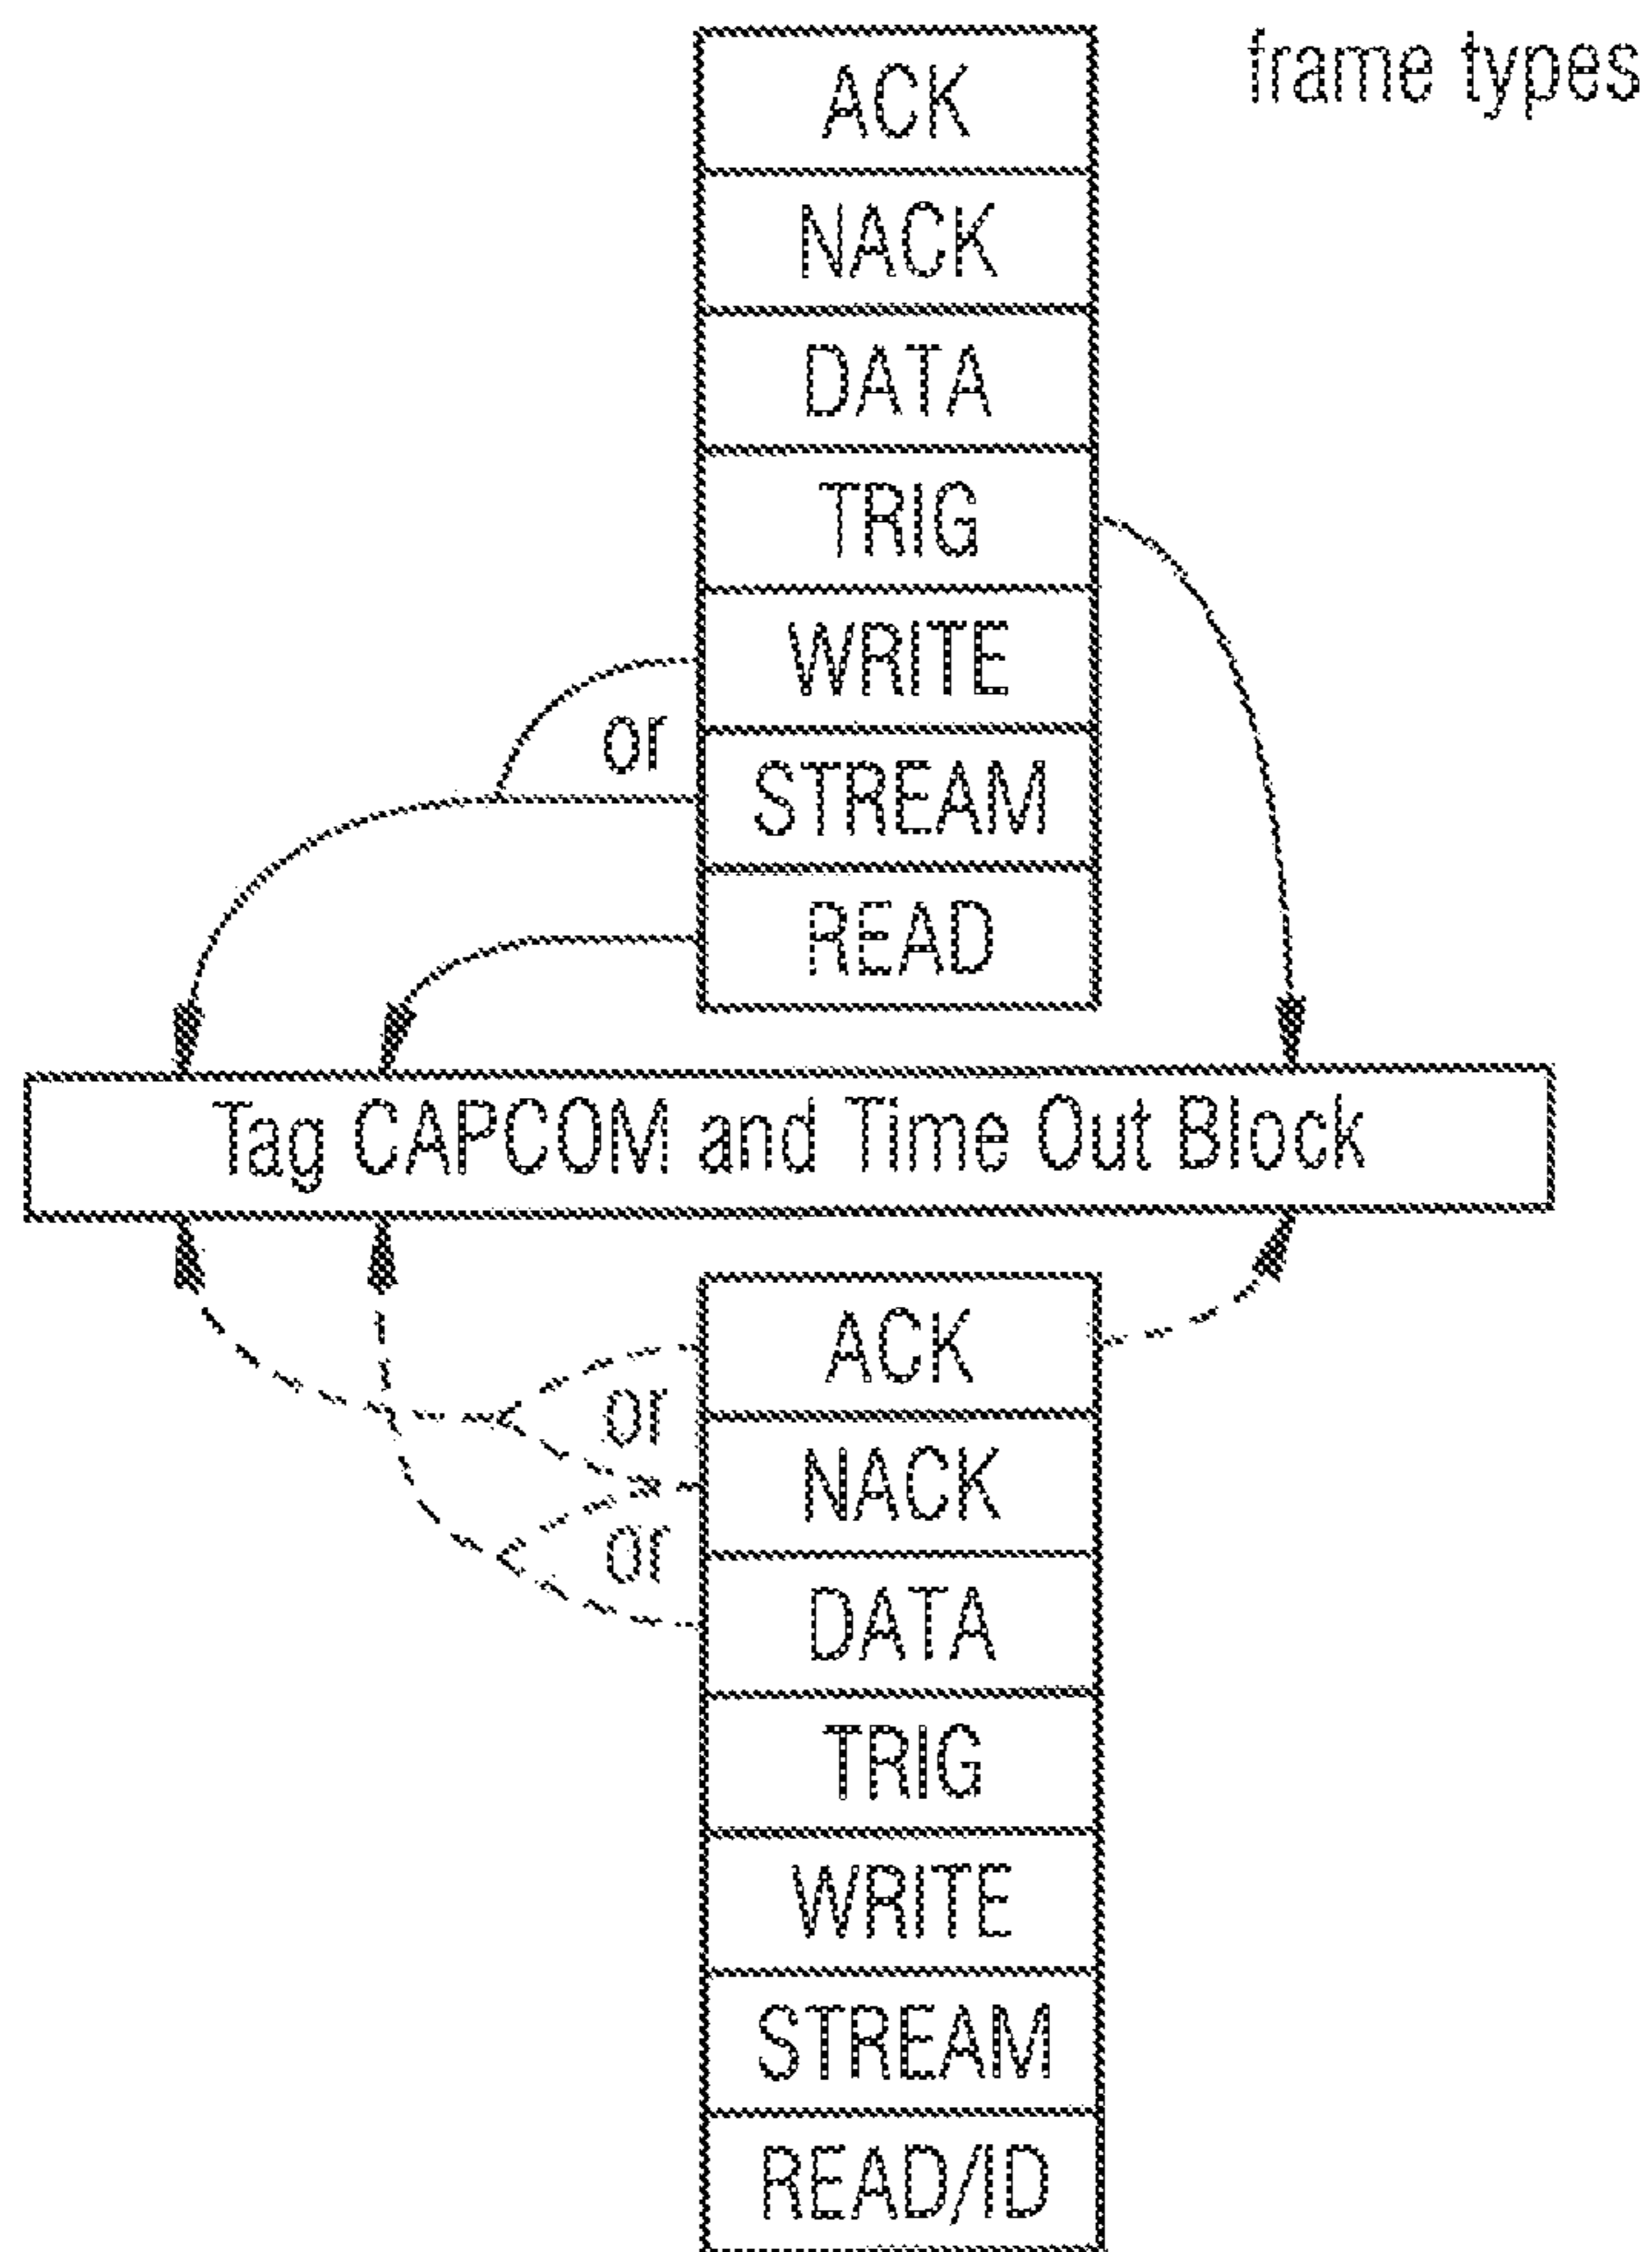 frame types
ACK
NACK
DATA
TRIG
WRITE
or
STREAM
READ
Tag CAPCOM and Time Out Block
ACK
or
NACK
or
DATA
TRIG
WRITE
STREAM
READ/ID